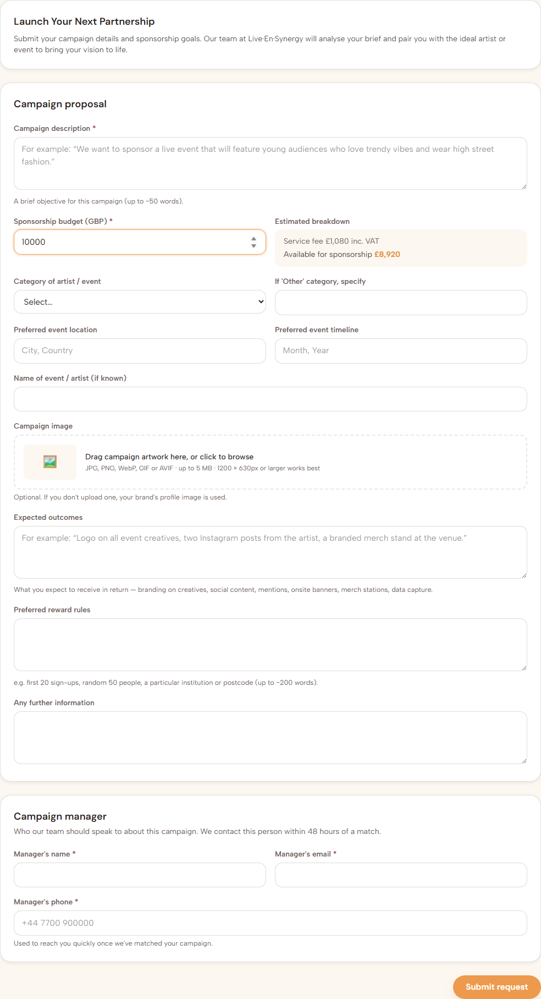 Launch Your Next Partnership
Submit your campaign details and sponsorship goals. Our team at Live·En·Synergy will analyse your brief and pair you with the ideal artist or
event to bring your vision to life.
Campaign proposal
Campaign description *
For example: “We want to sponsor a live event that will feature young audiences who love trendy vibes and wear high street
fashion.”
A brief objective for this campaign (up to ~50 words).
Sponsorship budget (GBP) *
10000
Estimated breakdown
Service fee £1,080 inc. VAT
Available for sponsorship £8,920
Category of artist / event
Select...
If 'Other' category, specify
Preferred event location
City, Country
Preferred event timeline
Month, Year
Name of event / artist (if known)
Campaign image
Drag campaign artwork here, or click to browse
JPG, PNG, WebP, GIF or AVIF · up to 5 MB · 1200 × 630px or larger works best
Optional. If you don't upload one, your brand's profile image is used.
Expected outcomes
For example: “Logo on all event creatives, two Instagram posts from the artist, a branded merch stand at the venue.”
What you expect to receive in return — branding on creatives, social content, mentions, onsite banners, merch stations, data capture.
Preferred reward rules
e.g. first 20 sign-ups, random 50 people, a particular institution or postcode (up to ~200 words).
Any further information
Campaign manager
Who our team should speak to about this campaign. We contact this person within 48 hours of a match.
Manager's name *
Manager's email *
Manager's phone *
+44 7700 900000
Used to reach you quickly once we've matched your campaign.
Submit request